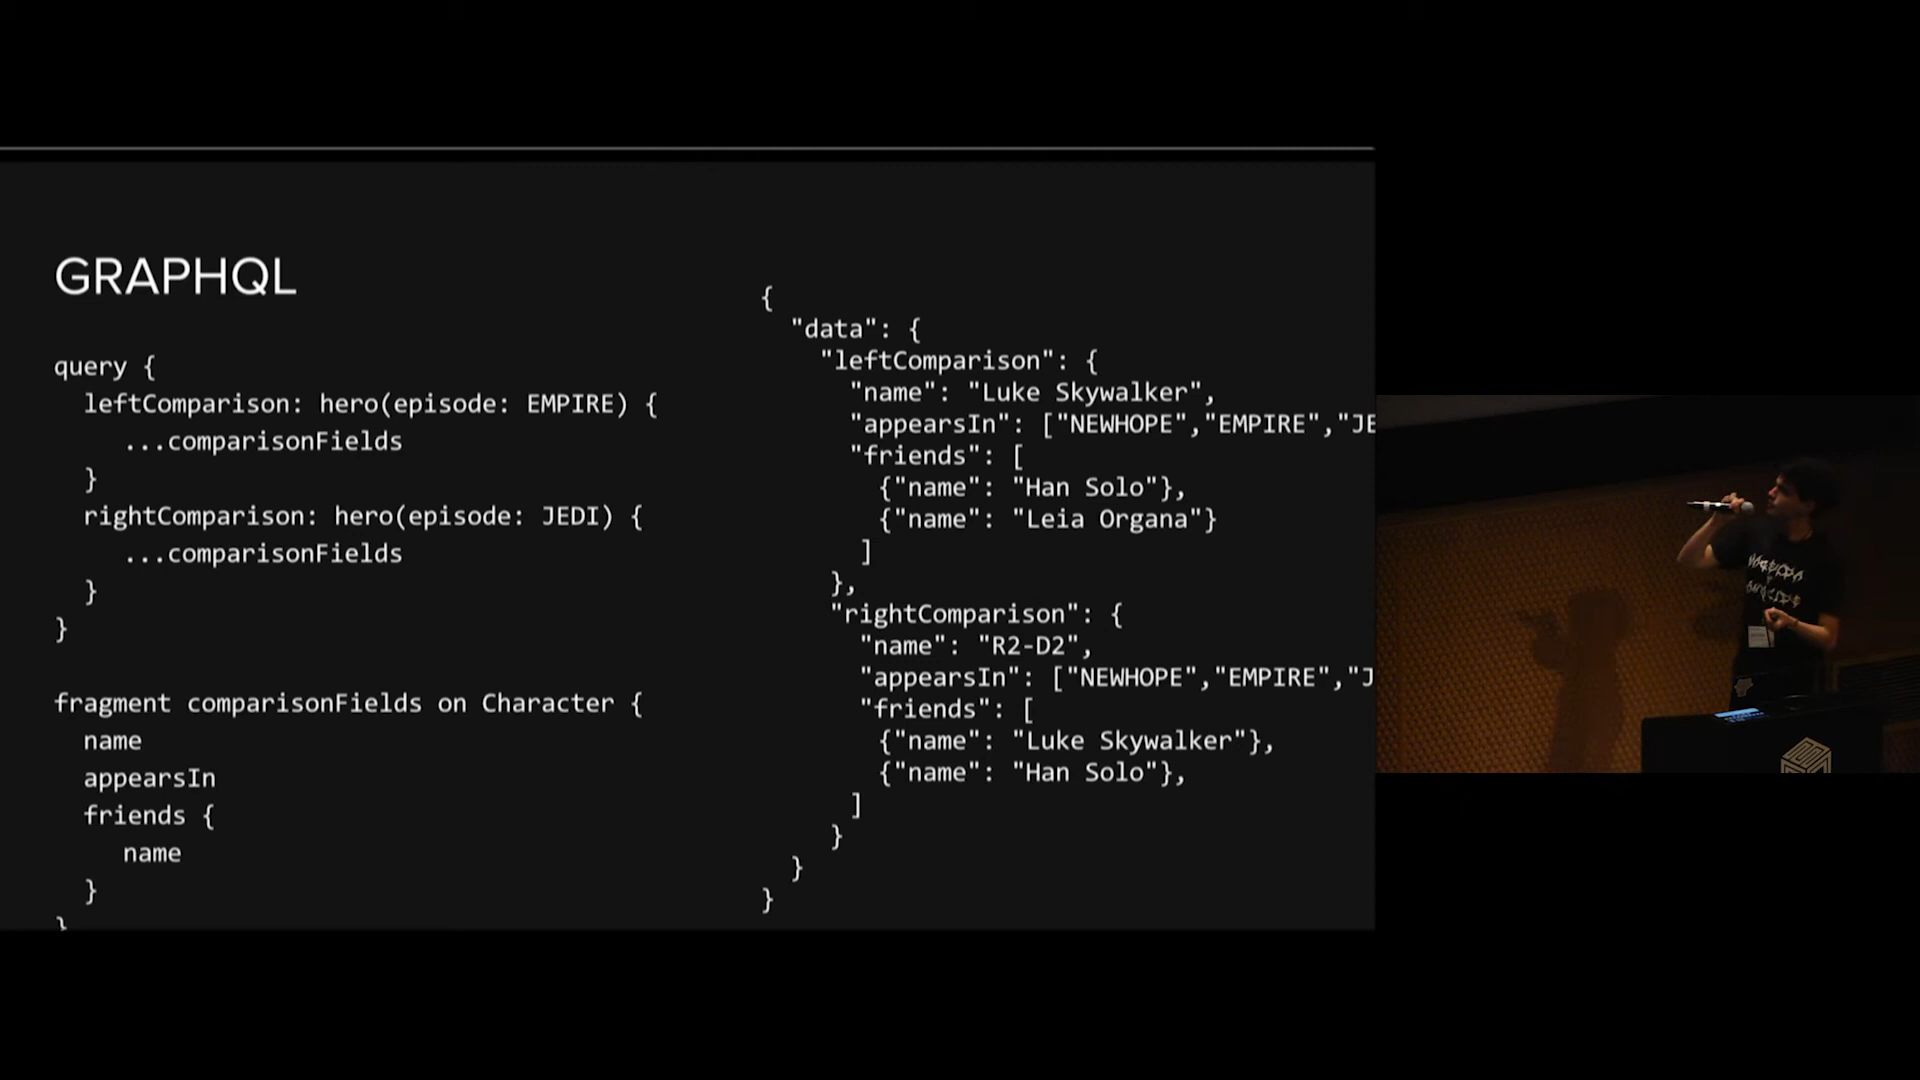 GRAPHQL
query {
leftComparison: hero(episode: EMPIRE) {
...comparisonFields
}
rightComparison: hero(episode: JEDI) {
...comparisonFields
}
}
fragment comparisonFields on Character {
name
appearsIn
friends {
name
}
}
{
"data": {
"leftComparison": {
"name": "Luke Skywalker",
"appearsIn": ["NEWHOPE","EMPIRE","JE
"friends": [
{"name": "Han Solo"},
{"name": "Leia Organa"}
]
},
"rightComparison": {
"name": "R2-D2",
"appearsIn": ["NEWHOPE","EMPIRE","J
"friends": [
{"name": "Luke Skywalker"},
{"name": "Han Solo"},
]
}
}
}